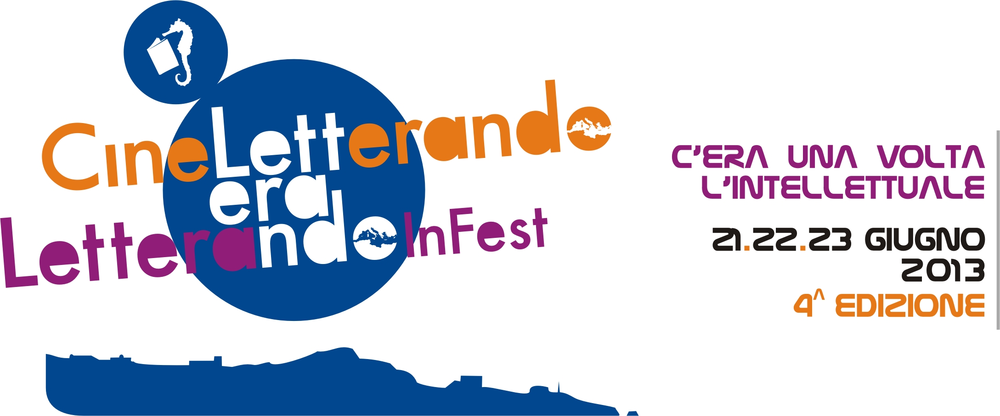 CineLetterando
era
LetterandoInFest
C'ERA UNA VOLTA
L'INTELLETTUALE
21.22.23 GIUGNO
2013
4^ EDIZIONE